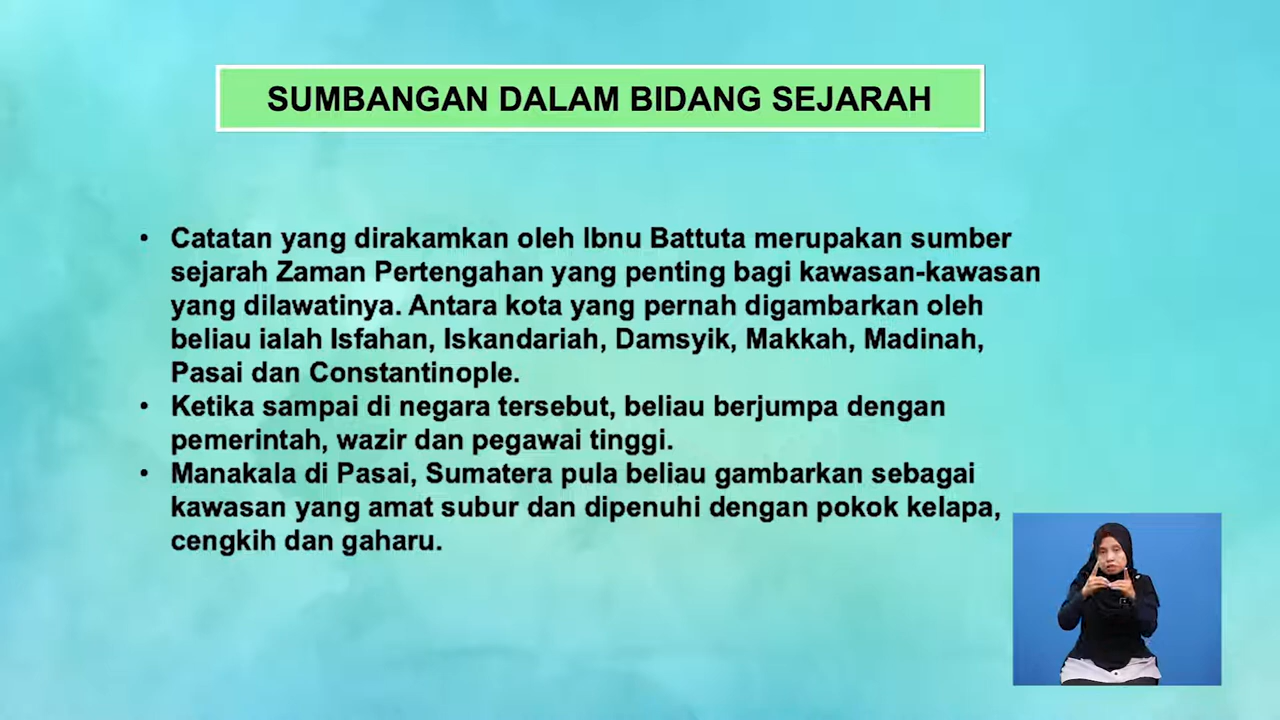 SUMBANGAN DALAM BIDANG SEJARAH
• Catatan yang dirakamkan oleh Ibnu Battuta merupakan sumber
sejarah Zaman Pertengahan yang penting bagi kawasan-kawasan
yang dilawatinya. Antara kota yang pernah digambarkan oleh
beliau ialah Isfahan, Iskandariah, Damsyik, Makkah, Madinah,
Pasai dan Constantinople.
• Ketika sampai di negara tersebut, beliau berjumpa dengan
pemerintah, wazir dan pegawai tinggi.
• Manakala di Pasai, Sumatera pula beliau gambarkan sebagai
kawasan yang amat subur dan dipenuhi dengan pokok kelapa,
cengkih dan gaharu.